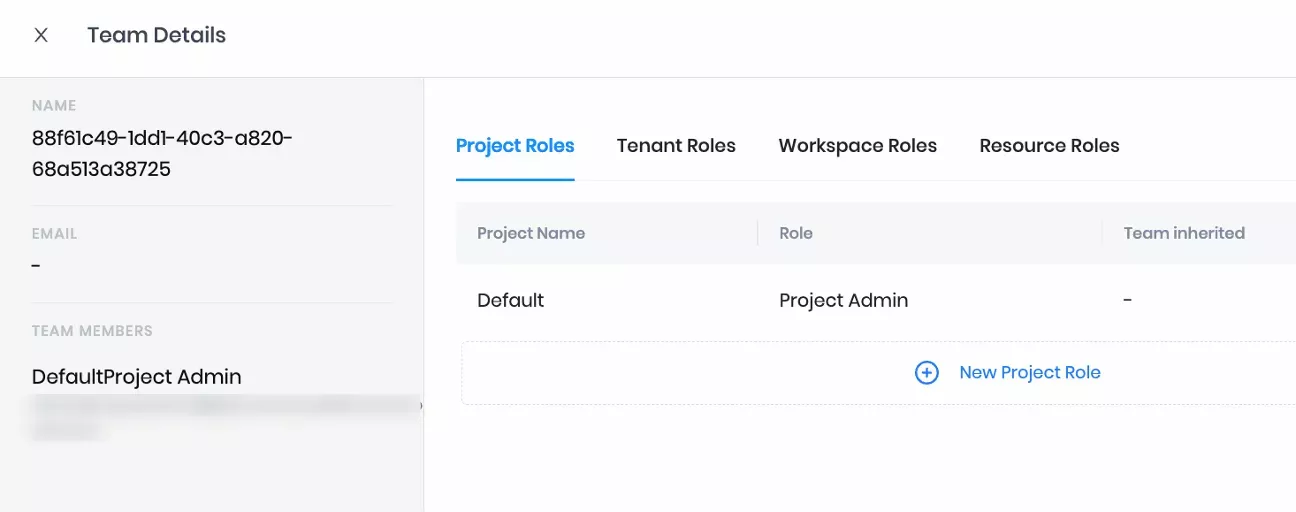 Team Details
NAME
88f61c49-1dd1-40c3-a820-
68a513a38725
EMAIL
-
TEAM MEMBERS
DefaultProject Admin
Project Roles Tenant Roles Workspace Roles Resource Roles
Project Name Role Team inherited
Default Project Admin -
New Project Role